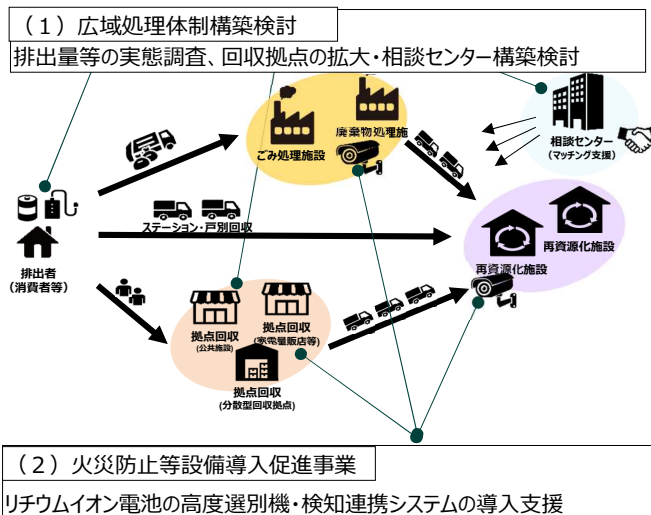 （１）広域処理体制構築検討
排出量等の実態調査、回収拠点の拡大・相談センター構築検討
ごみ処理施設
廃棄物処理施
相談センター
(マッチング支援)
ステーション・戸別回収
排出者
(消費者等)
再資源化施設
再資源化施設
拠点回収
(公共施設)
拠点回収
(家電量販店等)
拠点回収
(分散型回収拠点)
（２）火災防止等設備導入促進事業
リチウムイオン電池の高度選別機・検知連携システムの導入支援